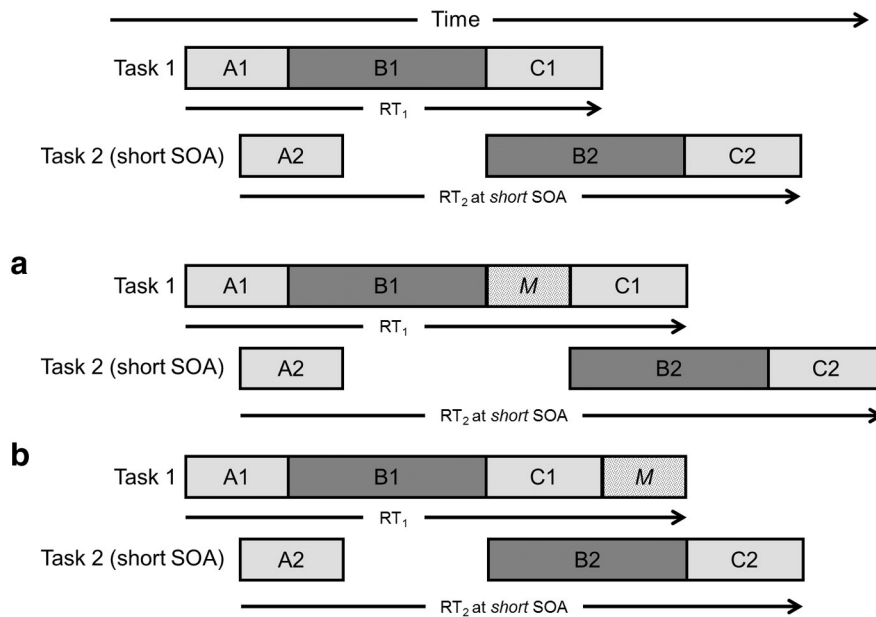 Time
Task 1 A1 B1 C1
RT₁
Task 2 (short SOA) A2 B2 C2
RT₂ at short SOA
a
Task 1 A1 B1 M C1
RT₁
Task 2 (short SOA) A2 B2 C2
RT₂ at short SOA
b
Task 1 A1 B1 C1 M
RT₁
Task 2 (short SOA) A2 B2 C2
RT₂ at short SOA